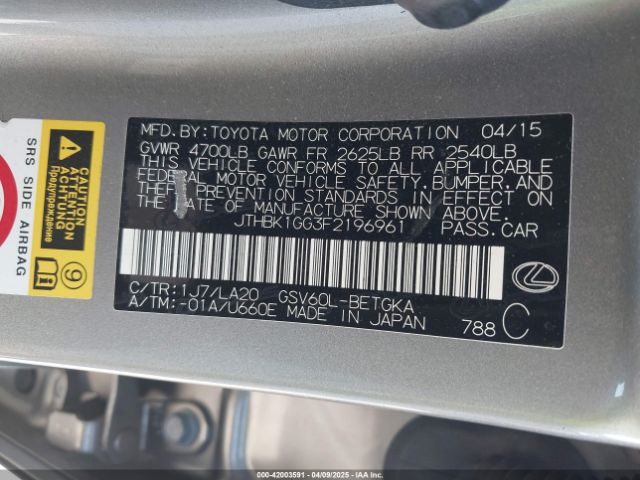 MFD.BY:TOYOTA MOTOR CORPORATION 04/15
GVWR 4700LB GAWR FR 2625LB RR 2540LB
THIS VEHICLE CONFORMS TO ALL APPLICABLE
FEDERAL MOTOR VEHICLE SAFETY,BUMPER,AND
THEFT PREVENTION STANDARDS IN EFFECT ON
THE DATE OF MANUFACTURE SHOWN ABOVE.
JTHBK1GG3F2196961 PASS.CAR
C/TR:1J7/LA20 GSV60L-BETGKA
A/TM:-01A/U660E MADE IN JAPAN 788 C
SRS SIDE AIRBAG
ATTENTION
ACHTUNG
9
000-42003591 - 04/09/2025 - IAAI